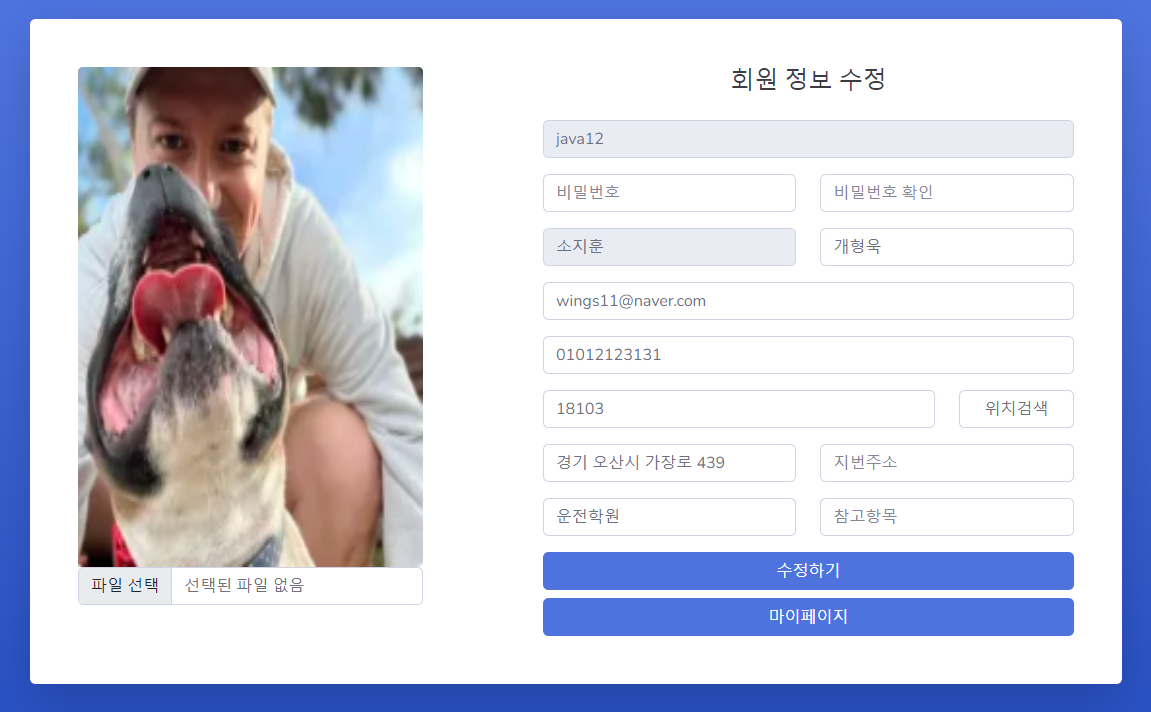 회원 정보 수정
java12
비밀번호 비밀번호 확인
소지훈 개형욱
wings11@naver.com
01012123131
18103 위치검색
경기 오산시 가장로 439 지번주소
운전학원 참고항목
수정하기
마이페이지
파일 선택 선택된 파일 없음